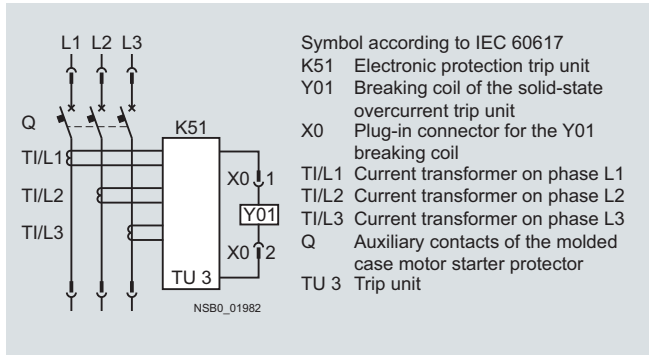 L1 L2 L3
Q
K51
TI/L1
TI/L2
TI/L3
X0 1
Y01
X0 2
TU 3
NSB0_01982
Symbol according to IEC 60617
K51 Electronic protection trip unit
Y01 Breaking coil of the solid-state
overcurrent trip unit
X0 Plug-in connector for the Y01
breaking coil
TI/L1 Current transformer on phase L1
TI/L2 Current transformer on phase L2
TI/L3 Current transformer on phase L3
Q Auxiliary contacts of the molded
case motor starter protector
TU 3 Trip unit